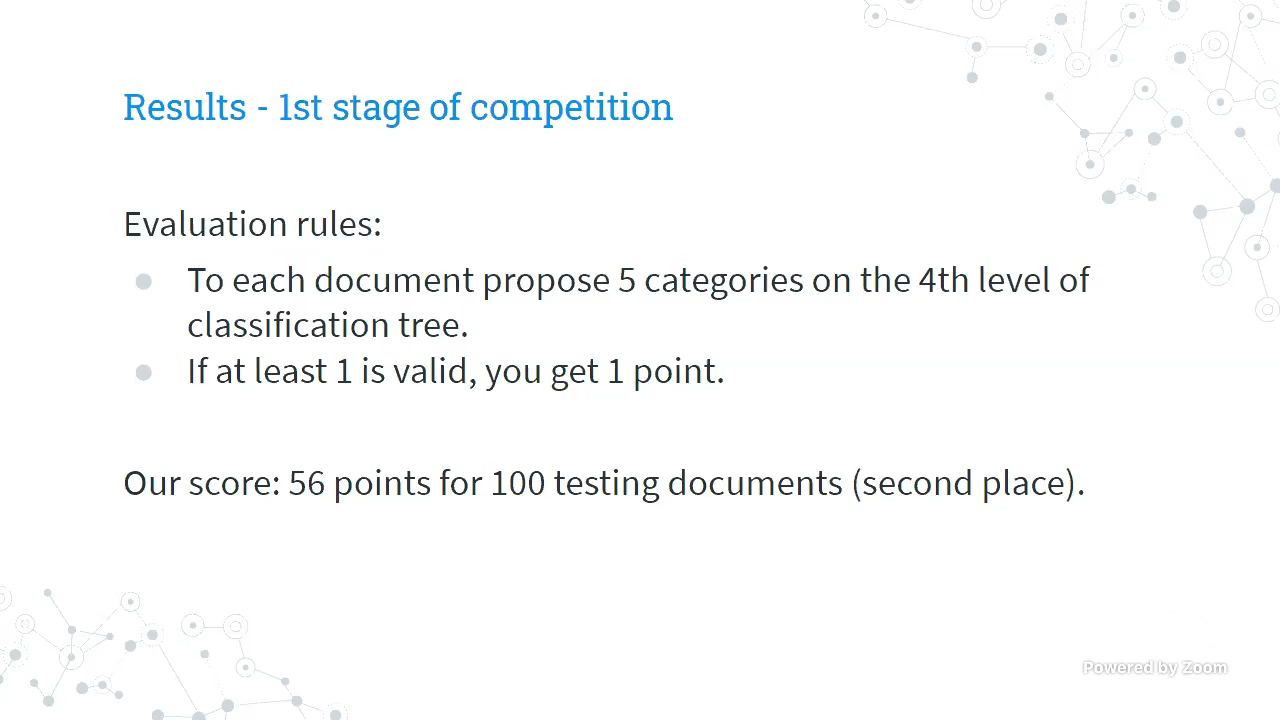 Results - 1st stage of competition
Evaluation rules:
To each document propose 5 categories on the 4th level of
classification tree.
If at least 1 is valid, you get 1 point.
Our score: 56 points for 100 testing documents (second place).
Powered by Zoom